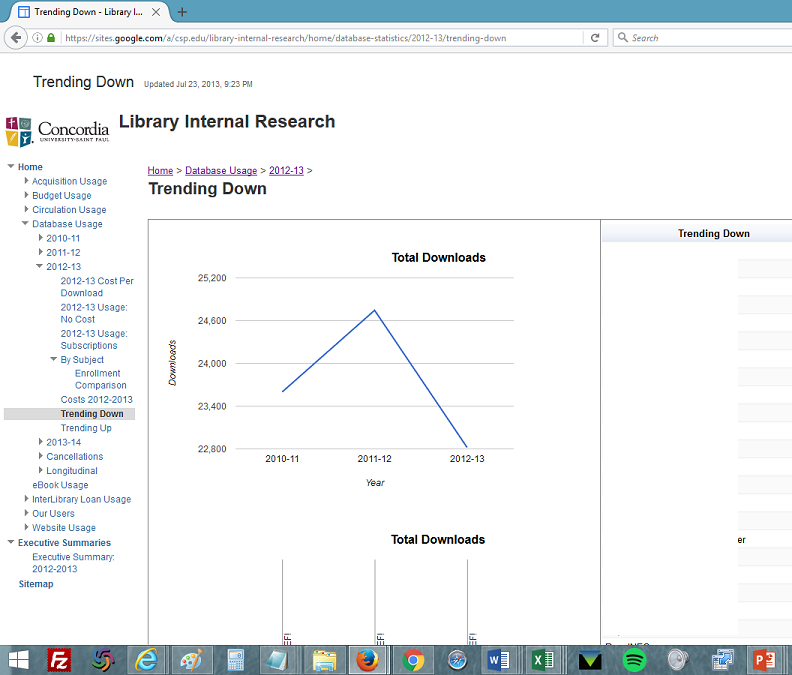 Trending Down - Library I...
https://sites.google.com/a/csp.edu/library-internal-research/home/database-statistics/2012-13/trending-down
Search
Trending Down Updated Jul 23, 2013, 9:23 PM
Concordia
UNIVERSITY·SAINT PAUL
Library Internal Research
Home
Acquisition Usage
Budget Usage
Circulation Usage
Database Usage
2010-11
2011-12
2012-13
2012-13 Cost Per
Download
2012-13 Usage:
No Cost
2012-13 Usage:
Subscriptions
By Subject
Enrollment
Comparison
Costs 2012-2013
Trending Down
Trending Up
2013-14
Cancellations
Longitudinal
eBook Usage
InterLibrary Loan Usage
Our Users
Website Usage
Executive Summaries
Executive Summary:
2012-2013
Sitemap
Home > Database Usage > 2012-13 >
Trending Down
Total Downloads
25,200
24,600
24,000
23,400
22,800
Downloads
2010-11 2011-12 2012-13
Year
Total Downloads
EF!
EF!
EF!
Trending Down
er